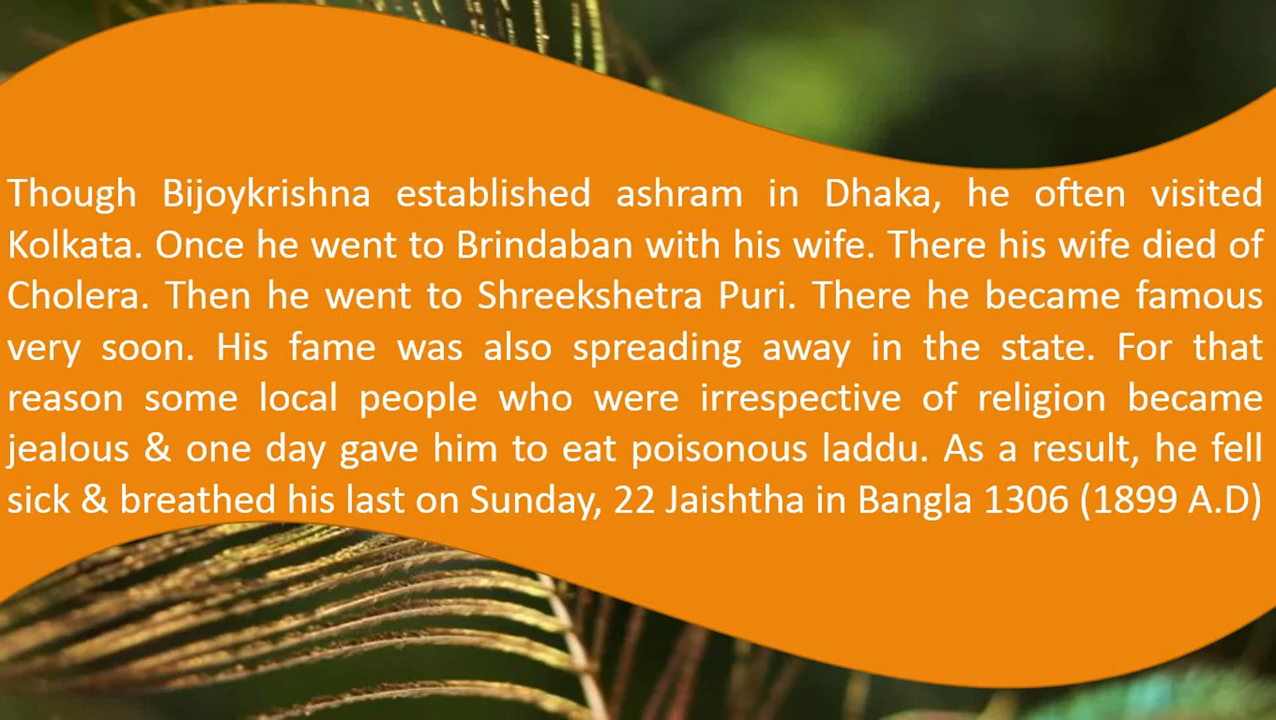 Though Bijoykrishna established ashram in Dhaka, he often visited
Kolkata. Once he went to Brindaban with his wife. There his wife died of
Cholera. Then he went to Shreekshetra Puri. There he became famous
very soon. His fame was also spreading away in the state. For that
reason some local people who were irrespective of religion became
jealous & one day gave him to eat poisonous laddu. As a result, he fell
sick & breathed his last on Sunday, 22 Jaishtha in Bangla 1306 (1899 A.D)